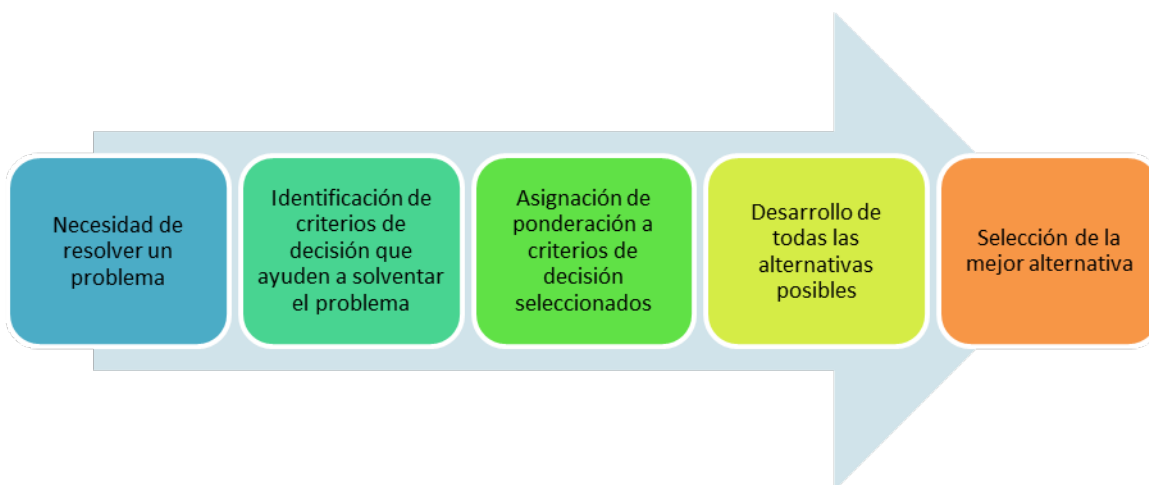 Necesidad de
resolver un
problema
Identificación de
criterios de
decisión que
ayuden a solventar
el problema
Asignación de
ponderación a
criterios de
decisión
seleccionados
Desarrollo de
todas las
alternativas
posibles
Selección de la
mejor alternativa